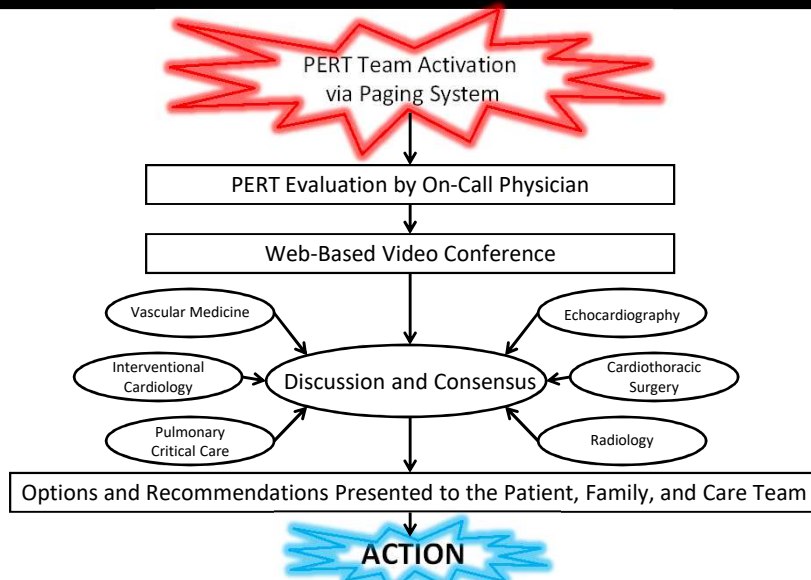 PERT Team Activation
via Paging System
PERT Evaluation by On-Call Physician
Web-Based Video Conference
Vascular Medicine
Echocardiography
Interventional
Cardiology
Discussion and Consensus
Cardiothoracic
Surgery
Pulmonary
Critical Care
Radiology
Options and Recommendations Presented to the Patient, Family, and Care Team
ACTION